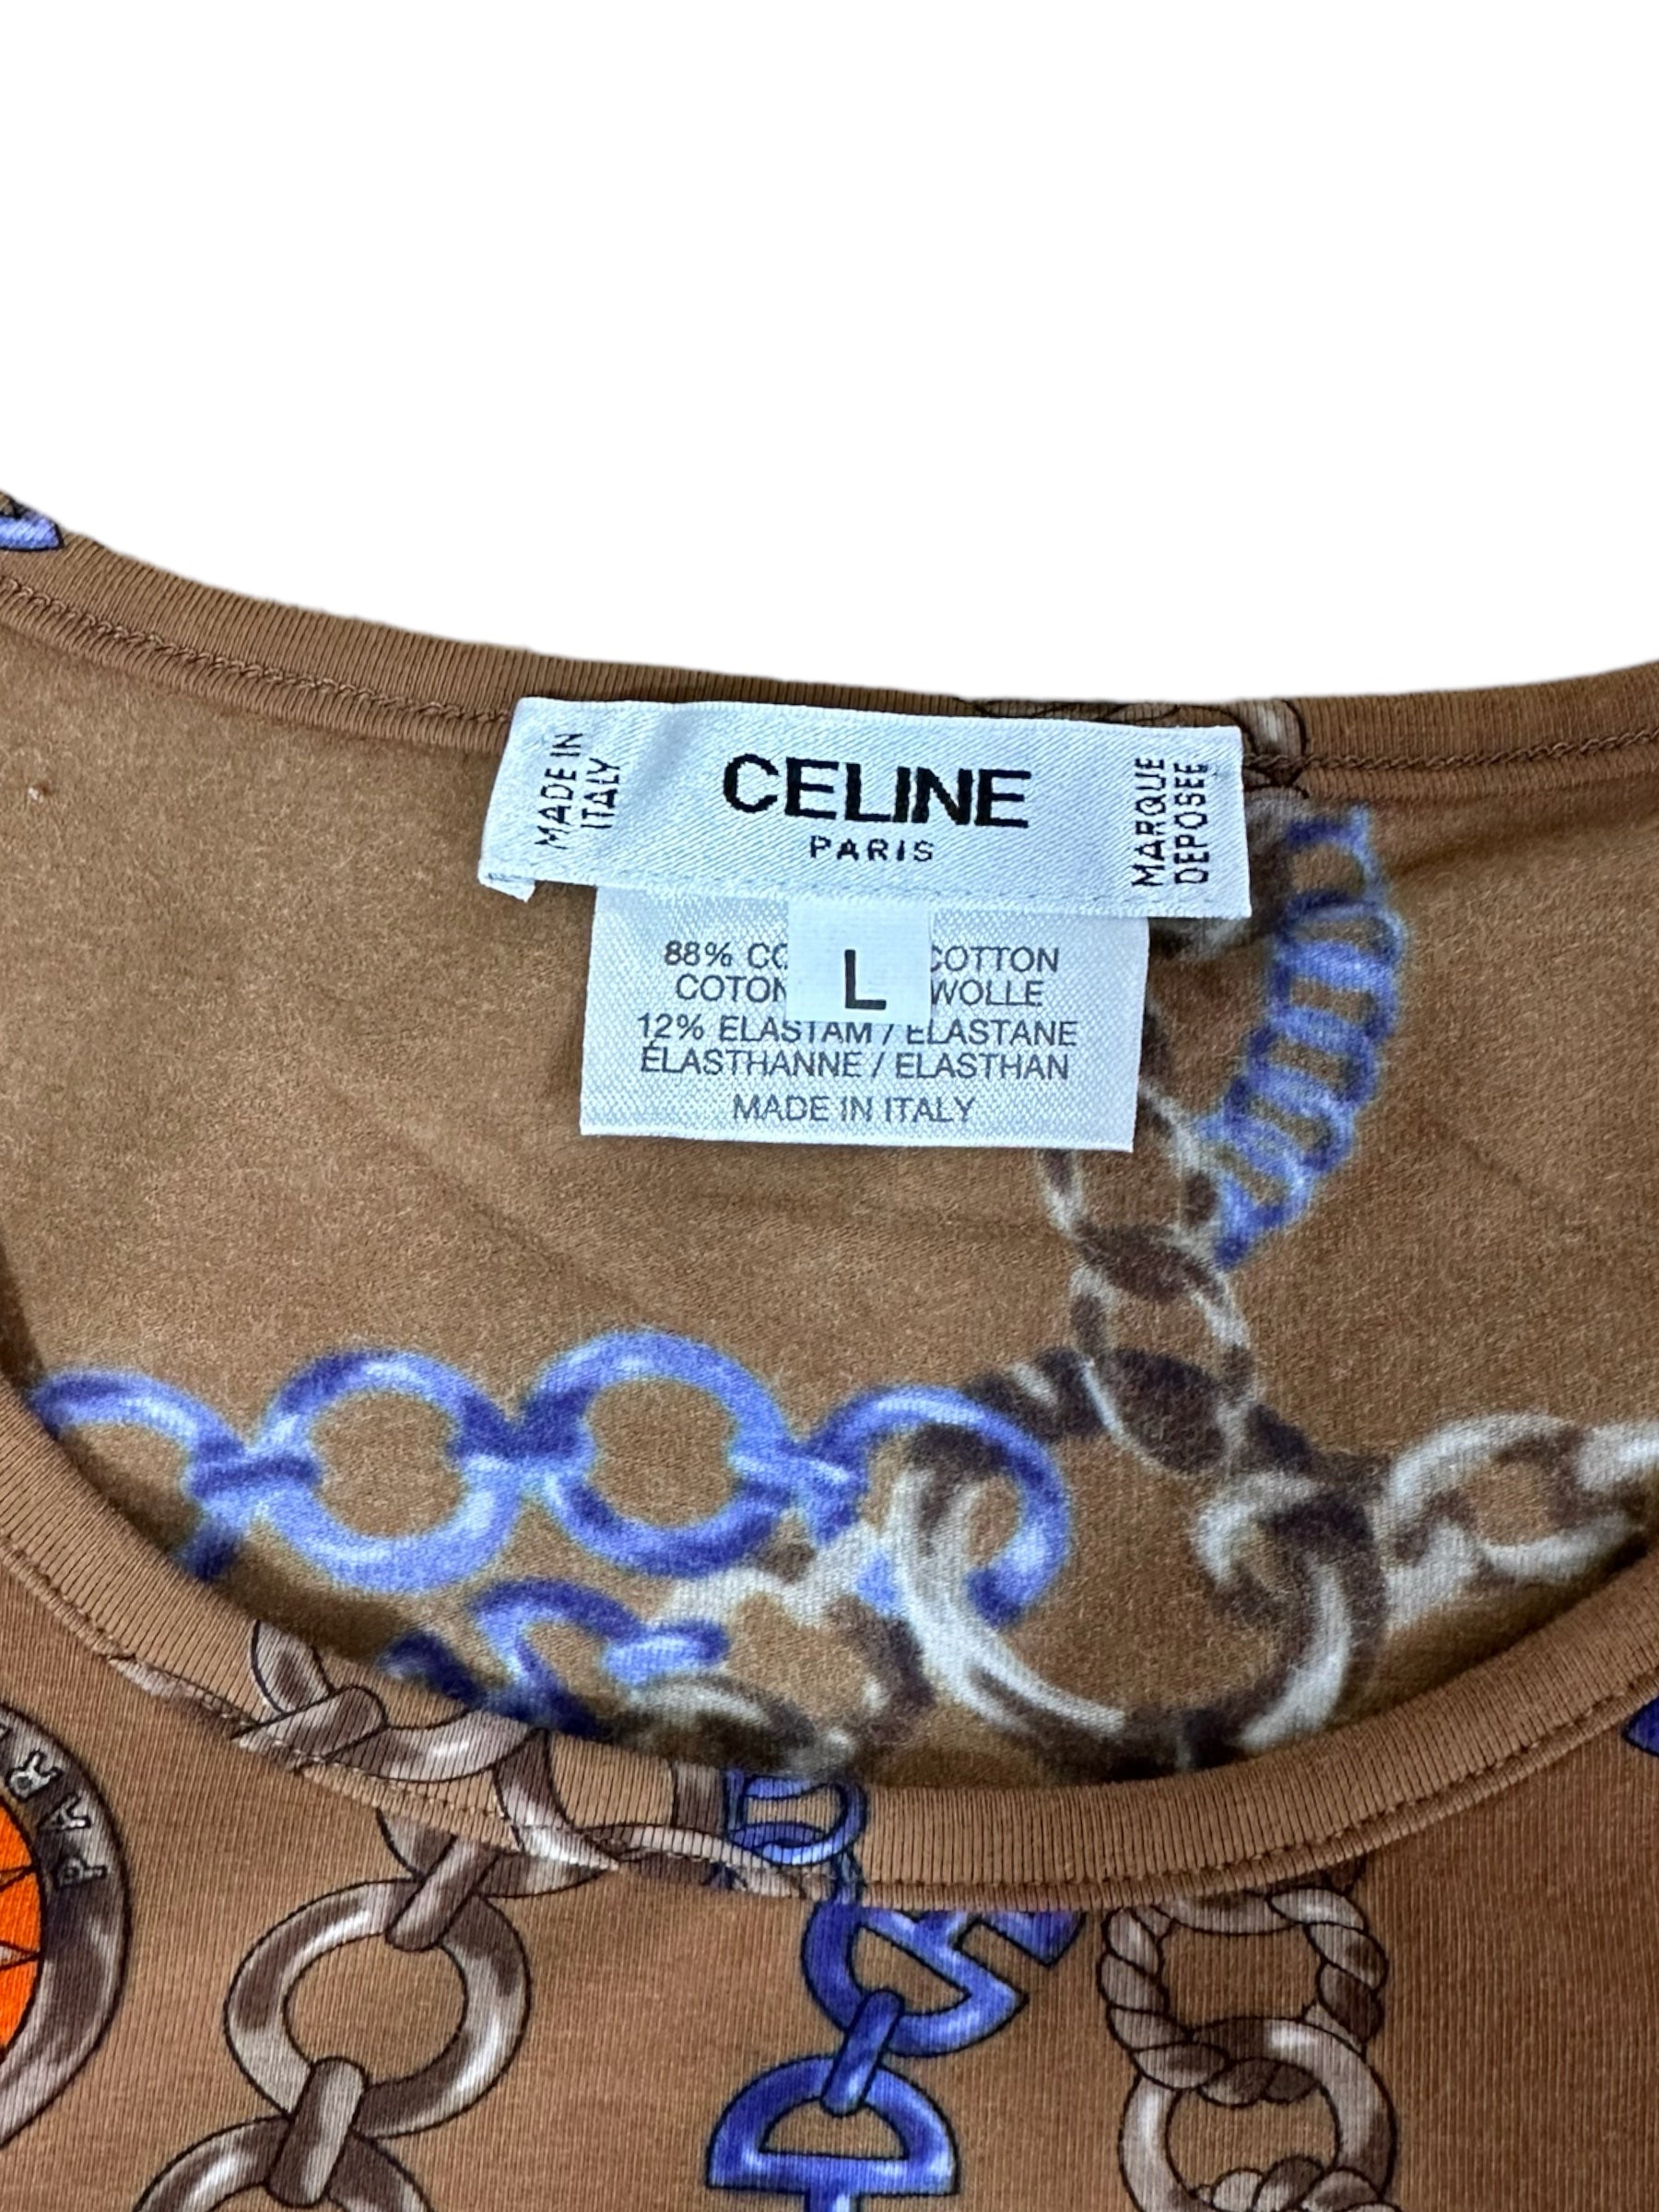 MADE IN
ITALY
CELINE
PARIS
MARQUE
DEPOSEE
L
88% COTTON
COTON WOLLE
12% ELASTAM / ELASTANE
ÉLASTHANNE / ELASTHAN
MADE IN ITALY
PAR